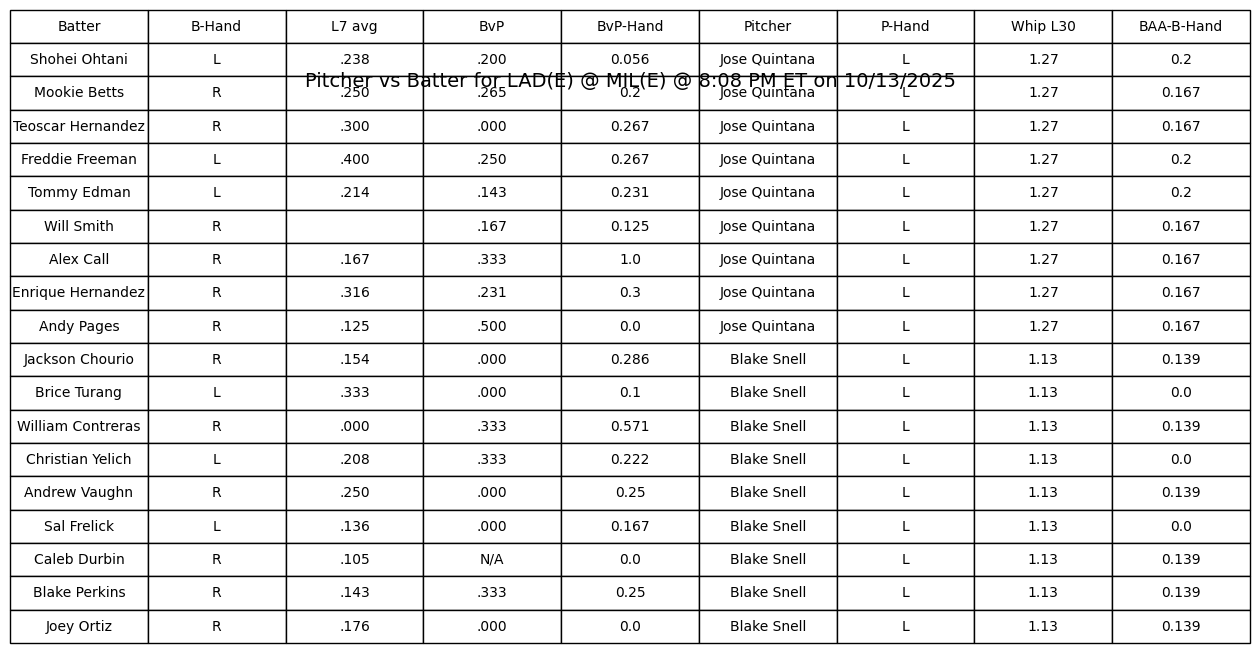 Batter B-Hand L7 avg BvP BvP-Hand Pitcher P-Hand Whip L30 BAA-B-Hand
Shohei Ohtani L .238 .200 0.056 Jose Quintana L 1.27 0.2
Pitcher vs Batter for LAD(E) @ MIL(E) @ 8:08 PM ET on 10/13/2025
Mookie Betts R .250 .265 0.2 Jose Quintana L 1.27 0.167
Teoscar Hernandez R .300 .000 0.267 Jose Quintana L 1.27 0.167
Freddie Freeman L .400 .250 0.267 Jose Quintana L 1.27 0.2
Tommy Edman L .214 .143 0.231 Jose Quintana L 1.27 0.2
Will Smith R .167 0.125 Jose Quintana L 1.27 0.167
Alex Call R .167 .333 1.0 Jose Quintana L 1.27 0.167
Enrique Hernandez R .316 .231 0.3 Jose Quintana L 1.27 0.167
Andy Pages R .125 .500 0.0 Jose Quintana L 1.27 0.167
Jackson Chourio R .154 .000 0.286 Blake Snell L 1.13 0.139
Brice Turang L .333 .000 0.1 Blake Snell L 1.13 0.0
William Contreras R .000 .333 0.571 Blake Snell L 1.13 0.139
Christian Yelich L .208 .333 0.222 Blake Snell L 1.13 0.0
Andrew Vaughn R .250 .000 0.25 Blake Snell L 1.13 0.139
Sal Frelick L .136 .000 0.167 Blake Snell L 1.13 0.0
Caleb Durbin R .105 N/A 0.0 Blake Snell L 1.13 0.139
Blake Perkins R .143 .333 0.25 Blake Snell L 1.13 0.139
Joey Ortiz R .176 .000 0.0 Blake Snell L 1.13 0.139